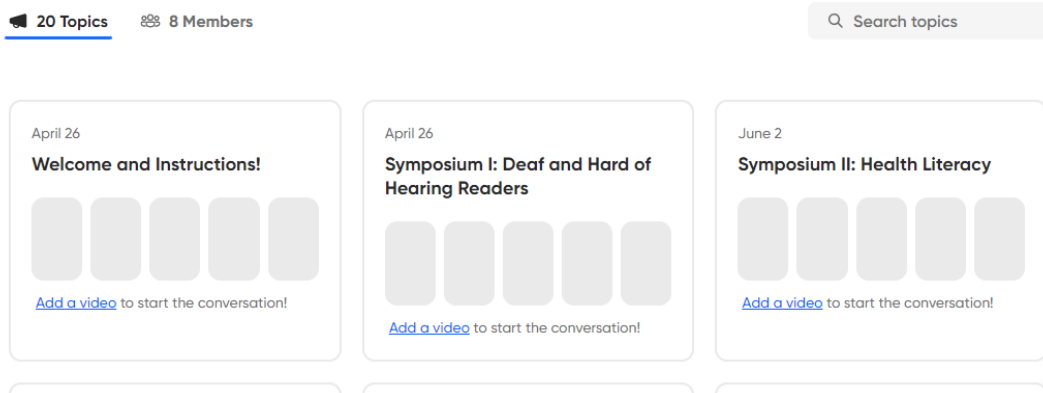 20 Topics
8 Members
Search topics
April 26
Welcome and Instructions!
Add a video to start the conversation!
April 26
Symposium I: Deaf and Hard of
Hearing Readers
Add a video to start the conversation!
June 2
Symposium II: Health Literacy
Add a video to start the conversation!